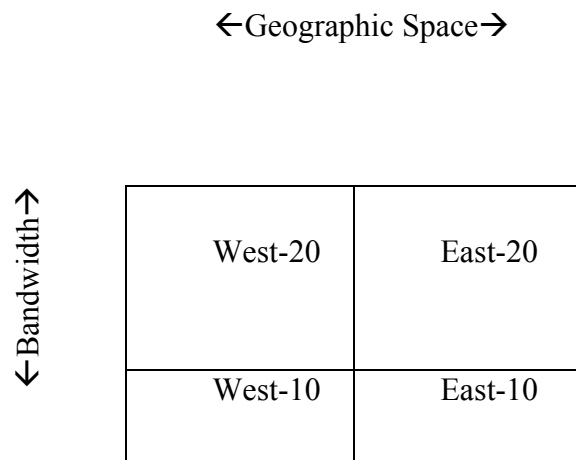 ←Geographic Space→
←Bandwidth→
West-20 East-20
West-10 East-10